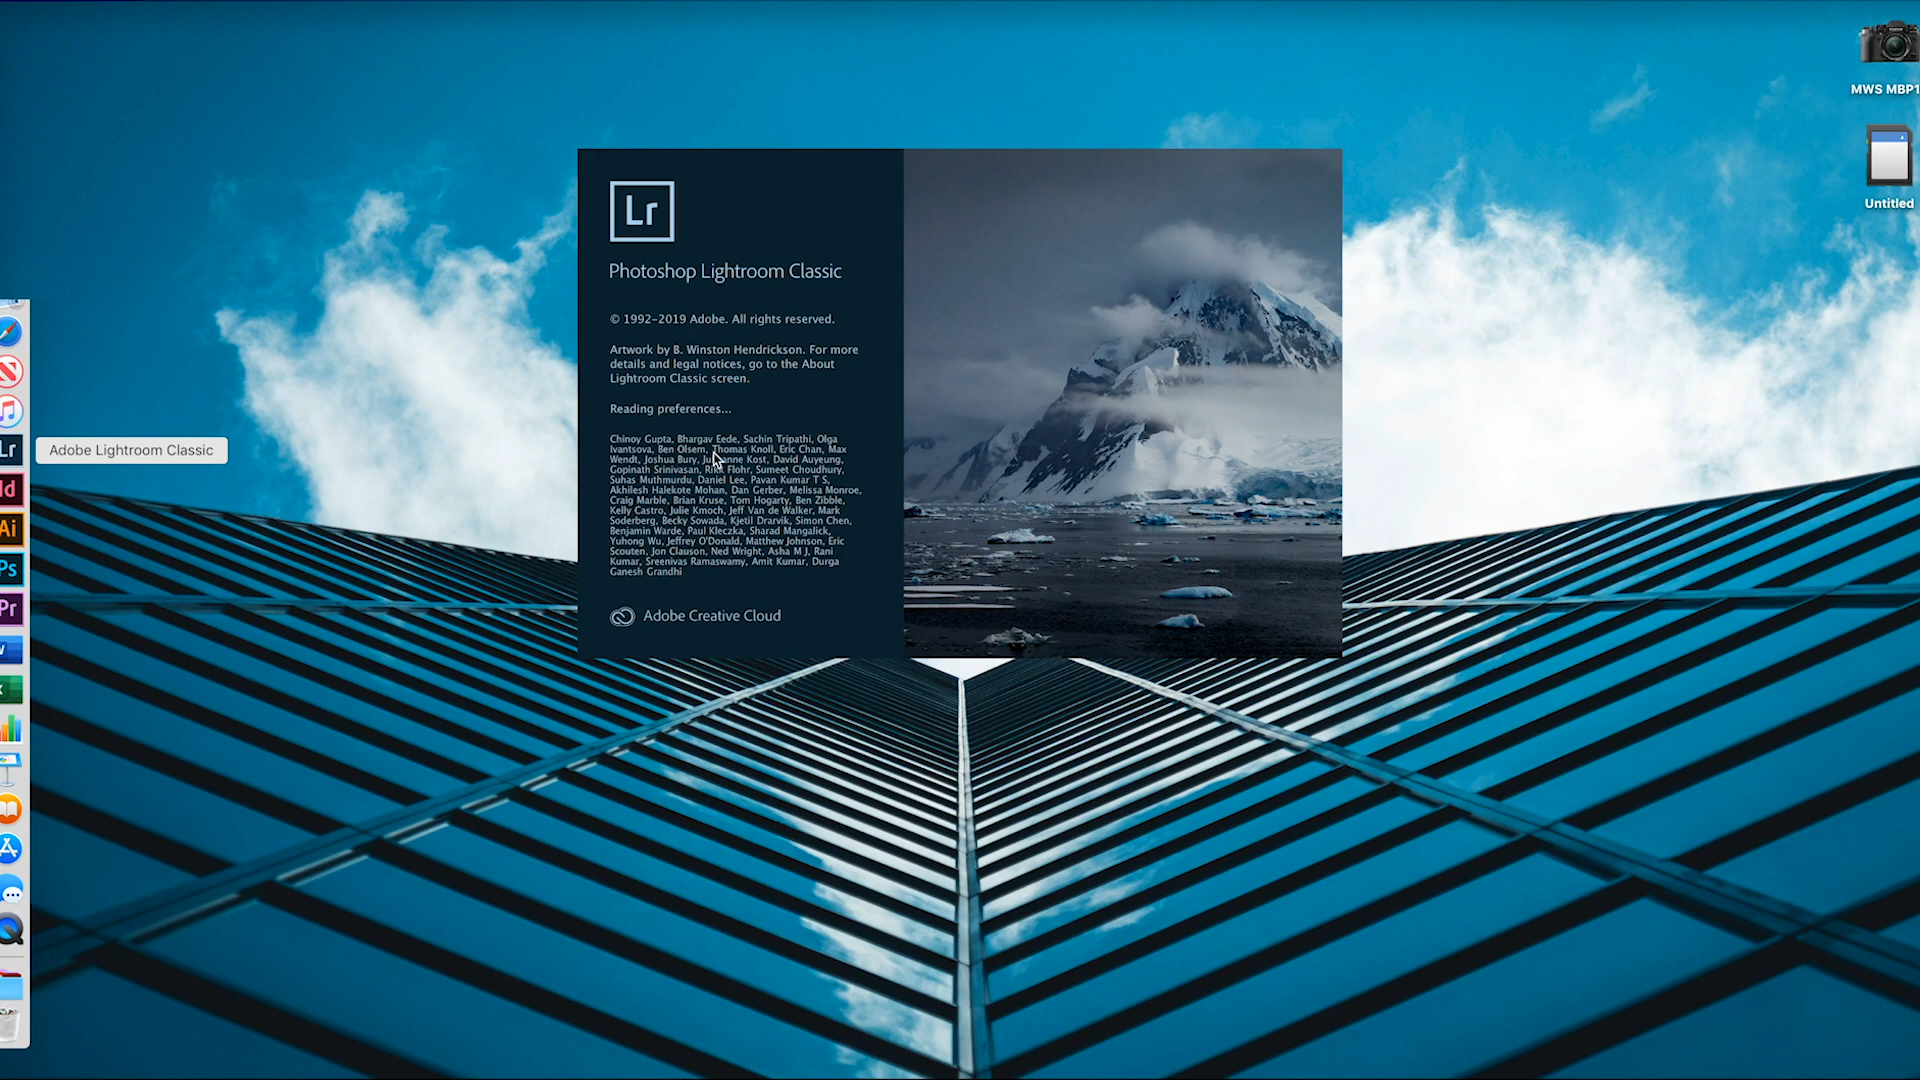 MWS MBP1
Untitled
Lr
Photoshop Lightroom Classic
© 1992-2019 Adobe. All rights reserved.
Artwork by B. Winston Hendrickson. For more
details and legal notices, go to the About
Lightroom Classic screen.
Reading preferences...
Chinoy Gupta, Bhargav Eede, Sachin Tripathi, Olga
Ivantsova, Ben Olsem, Thomas Knoll, Eric Chan, Max
Wendt, Joshua Bury, Kost, David Auyeung,
Gopinath Srinivasan, Flohr, Sumeet Choudhury,
Suhas Muthmurdu, Daniel Lee, Pavan Kumar T S,
Akhilesh Halekote Mohan, Dan Gerber, Melissa Monroe,
Craig Marble, Brian Kruse, Tom Hogarty, Ben Zibble,
Kelly Castro, Julie Kmoch, Jeff Van de Walker, Mark
Soderberg, Becky Sowada, Kjetil Drarvik, Simon Chen,
Benjamin Warde, Paul Kleczka, Sharad Mangalick,
Yuhong Wu, Jeffrey O'Donald, Matthew Johnson, Eric
Scouten, Jon Clauson, Ned Wright, Asha M J, Rani
Kumar, Sreenivas Ramaswamy, Amit Kumar, Durga
Ganesh Grandhi
Adobe Creative Cloud
Lr
Adobe Lightroom Classic
Id
Ai
Ps
Pr